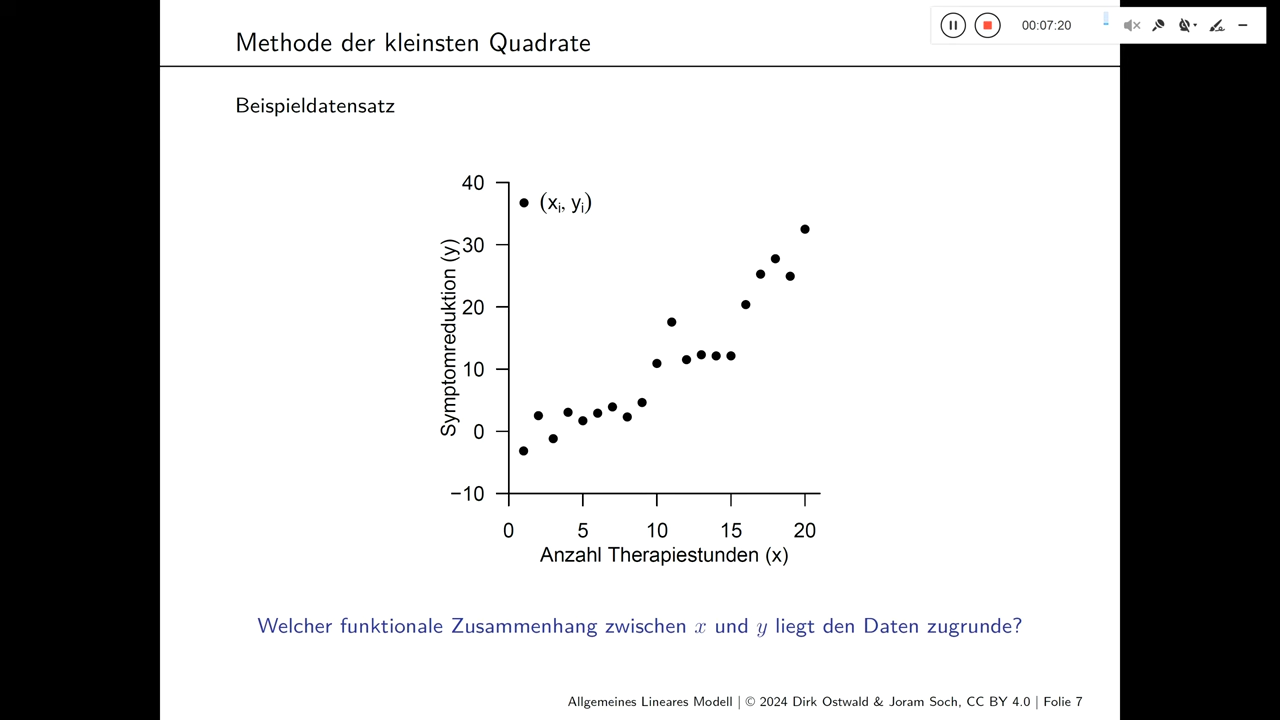 00:07:20
Methode der kleinsten Quadrate
Beispieldatensatz
40
(xi, yi)
30
20
10
0
−10
Symptomreduktion (y)
0 5 10 15 20
Anzahl Therapiestunden (x)
Welcher funktionale Zusammenhang zwischen x und y liegt den Daten zugrunde?
Allgemeines Lineares Modell | © 2024 Dirk Ostwald & Joram Soch, CC BY 4.0 | Folie 7